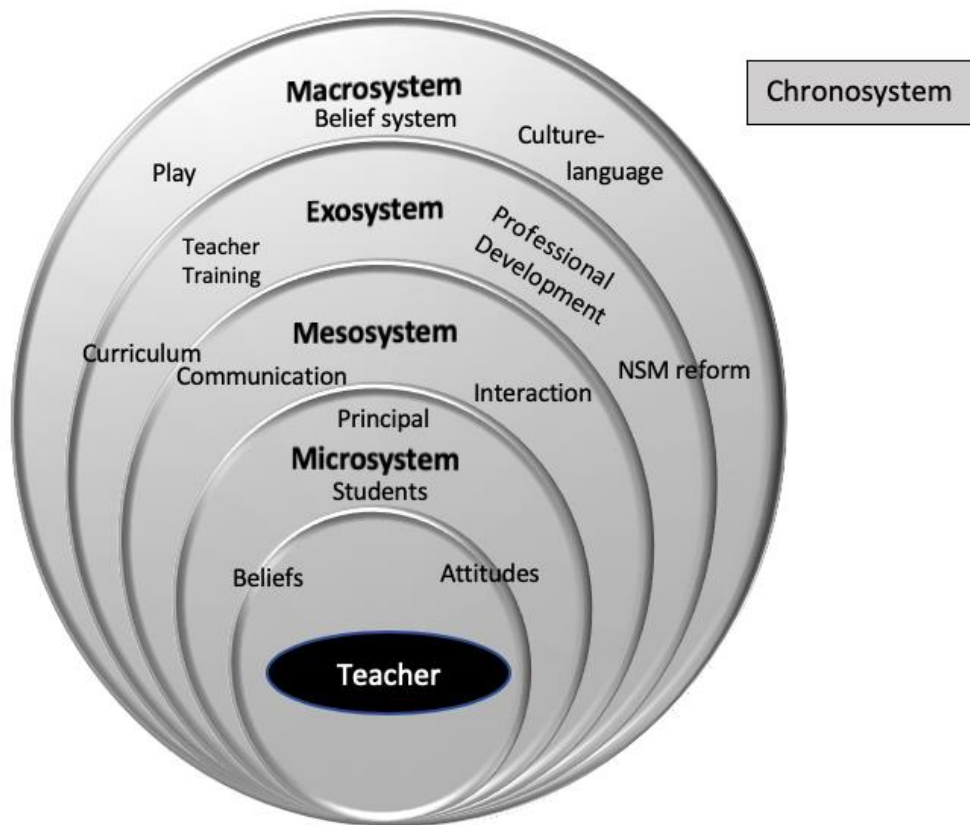 Chronosystem
Macrosystem
Belief system
Culture-
language
Play
Exosystem
Professional
Development
Teacher
Training
Mesosystem
Curriculum
Communication
Interaction
NSM reform
Principal
Microsystem
Students
Beliefs
Attitudes
Teacher